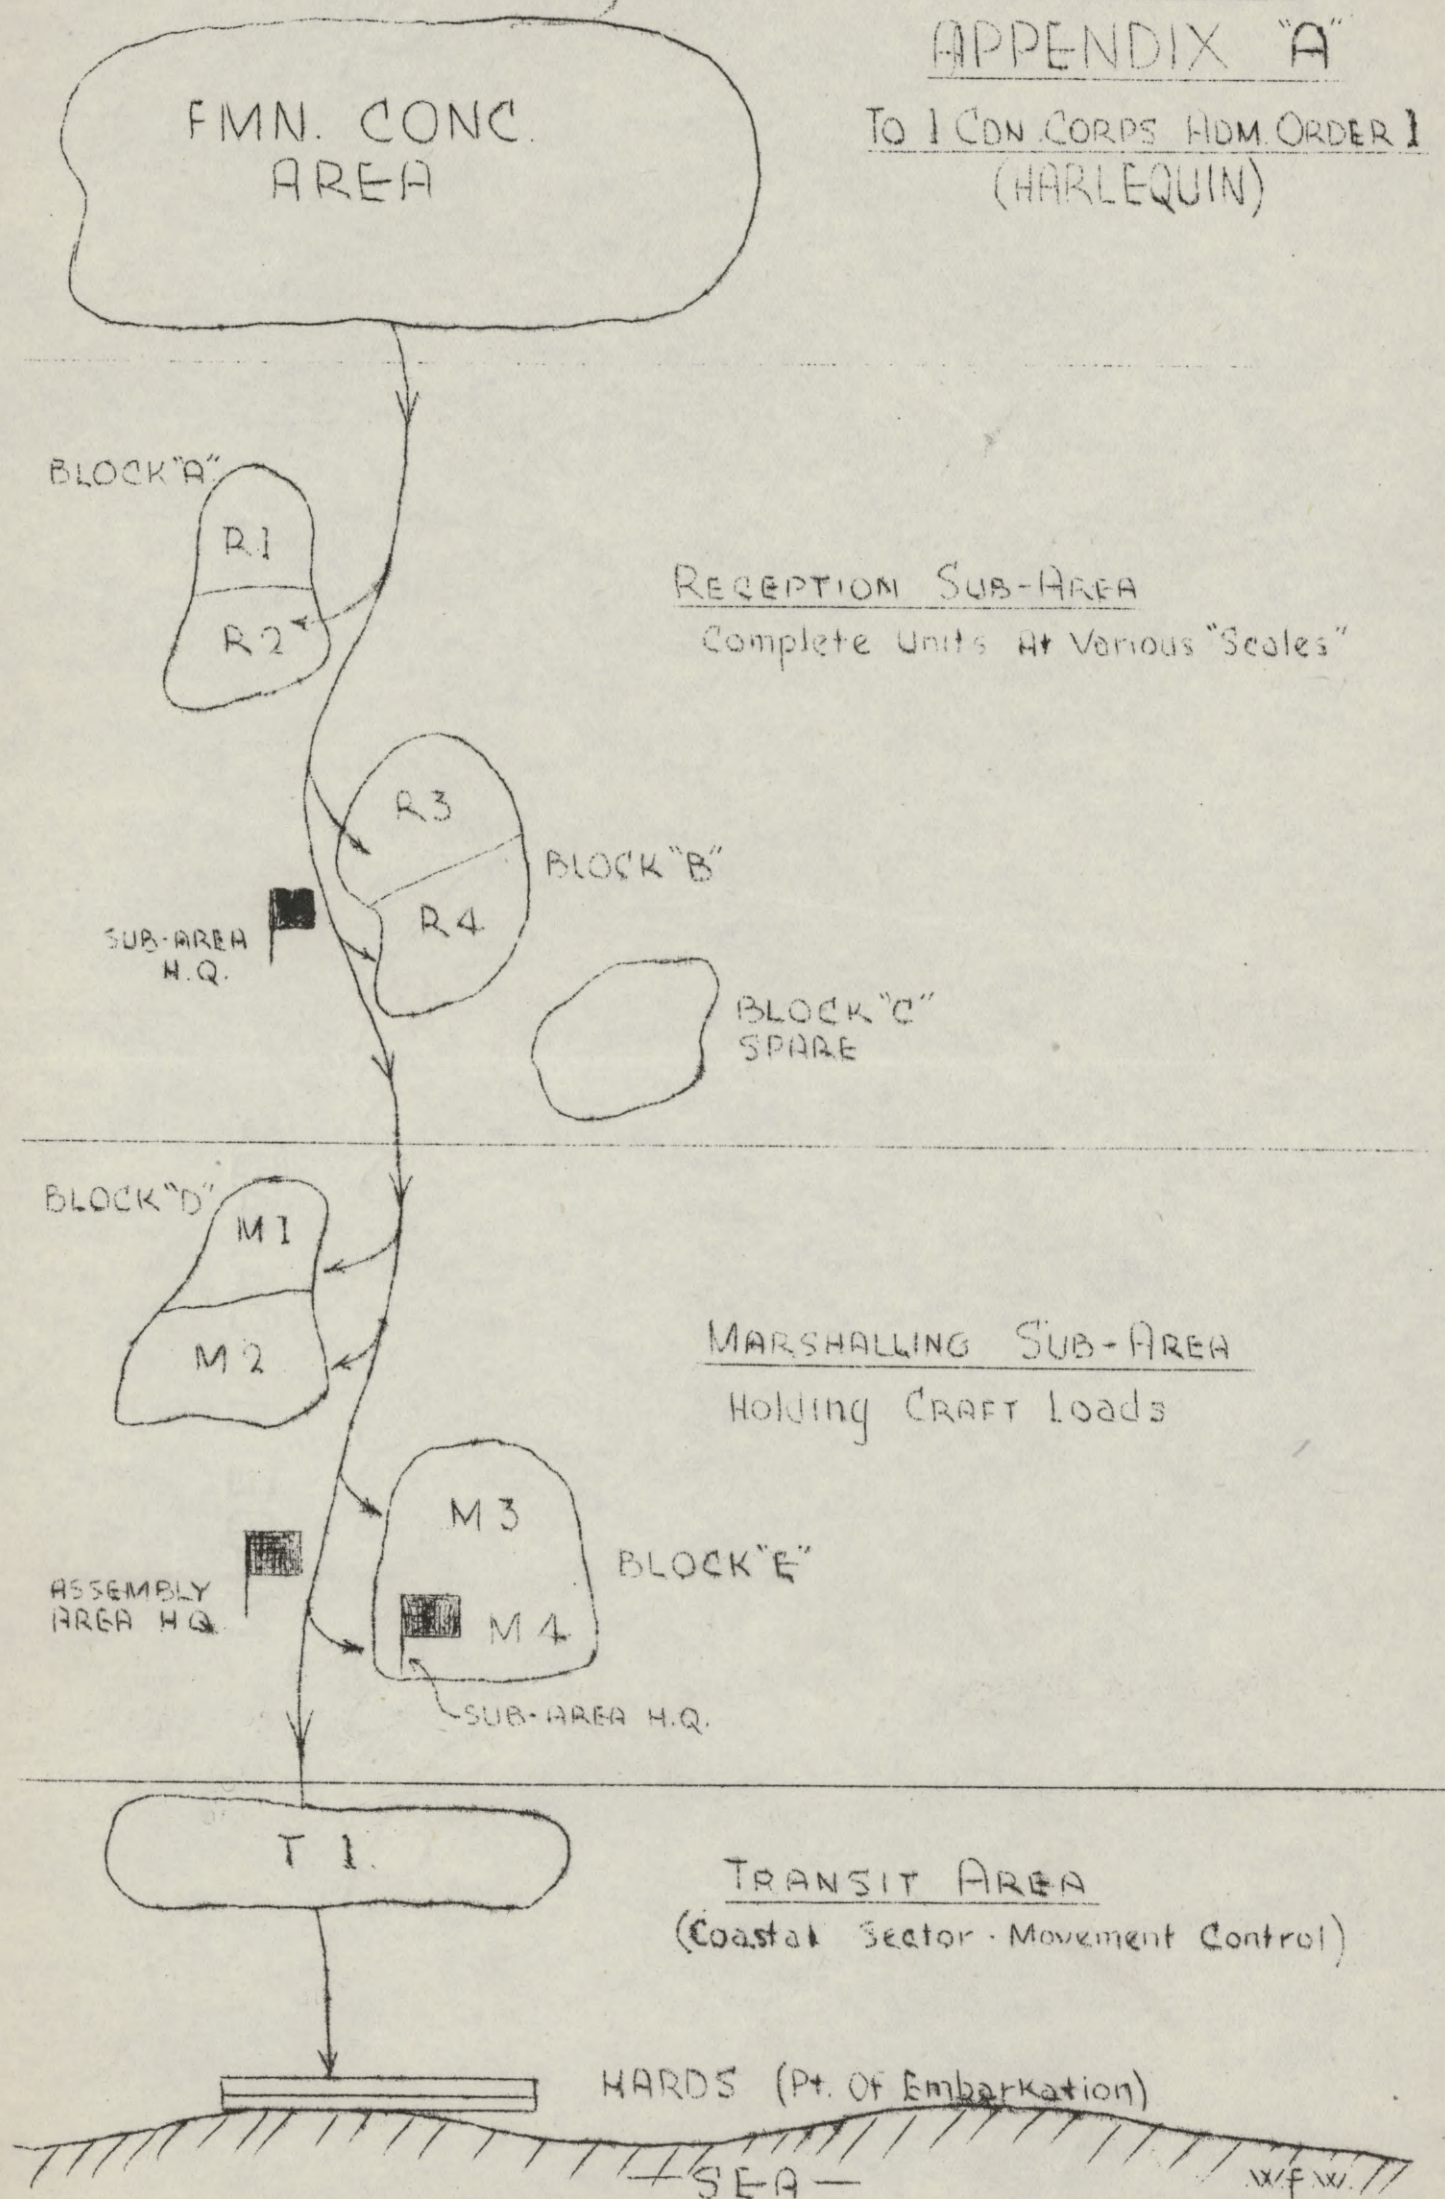 APPENDIX "A"
TO 1 CDN. CORPS ADM. ORDER 1
(HARLEQUIN)
FMN. CONC.
AREA
BLOCK "A"
R1
R2
RECEPTION SUB-AREA
Complete Units At Various "Scales"
R3
BLOCK "B"
R4
SUB-AREA
H.Q.
BLOCK "C"
SPARE
BLOCK "D"
M1
M2
MARSHALLING SUB-AREA
Holding CRAFT Loads
M3
BLOCK "E"
ASSEMBLY
AREA HQ
M4
SUB-AREA H.Q.
T 1.
TRANSIT AREA
(Coastal Sector - Movement Control)
HARDS (Pt. Of Embarkation)
— SEA —
W.F.W.